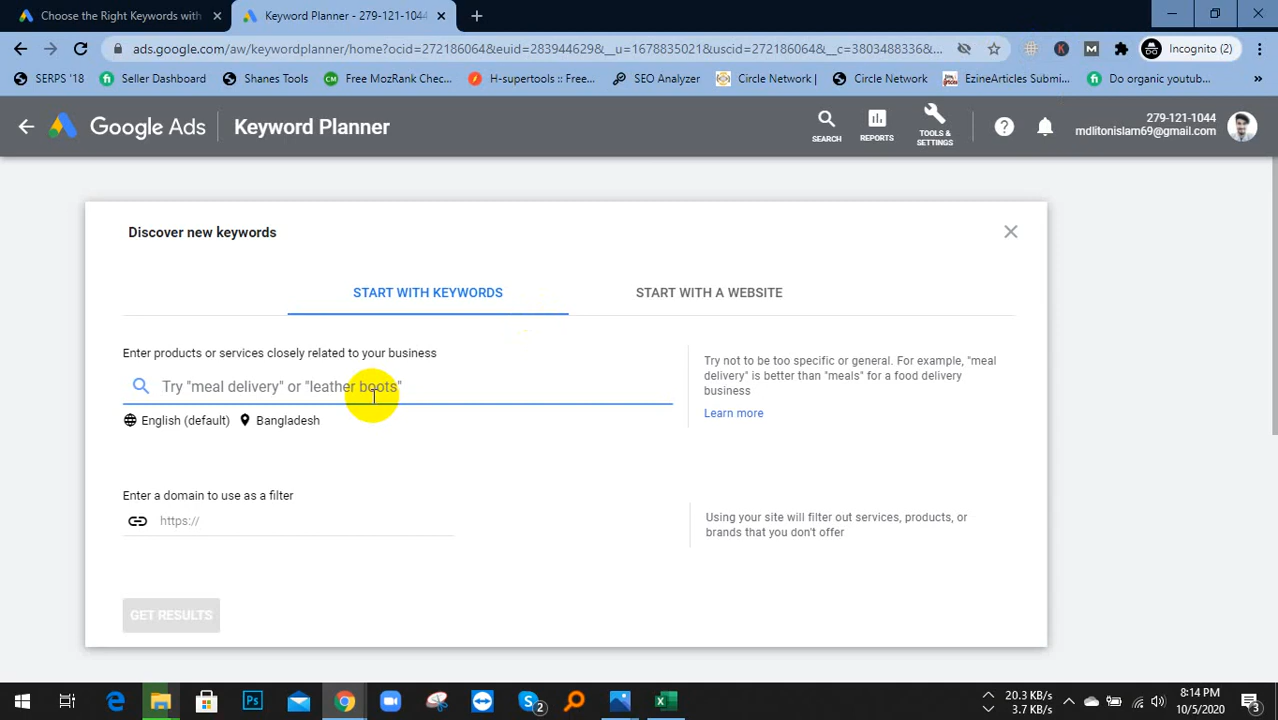 Choose the Right Keywords with
Keyword Planner - 279-121-1044
ads.google.com/aw/keywordplanner/home?ocid=272186064&euid=283944629&__u=1678835021&uscid=272186064&__c=3803488336&...
Incognito (2)
SERPS '18
Seller Dashboard
Shanes Tools
Free MozRank Chec...
H-supertools :: Free...
SEO Analyzer
Circle Network |
Circle Network
EzineArticles Submi...
Do organic youtub...
»
Google Ads
Keyword Planner
SEARCH
REPORTS
TOOLS &
SETTINGS
279-121-1044
mdlitonislam69@gmail.com
Discover new keywords
START WITH KEYWORDS
START WITH A WEBSITE
Enter products or services closely related to your business
Try "meal delivery" or "leather boots"
English (default)
Bangladesh
Try not to be too specific or general. For example, "meal
delivery" is better than "meals" for a food delivery
business
Learn more
Enter a domain to use as a filter
https://
Using your site will filter out services, products, or
brands that you don't offer
GET RESULTS
20.3 KB/s
3.7 KB/s
8:14 PM
10/5/2020